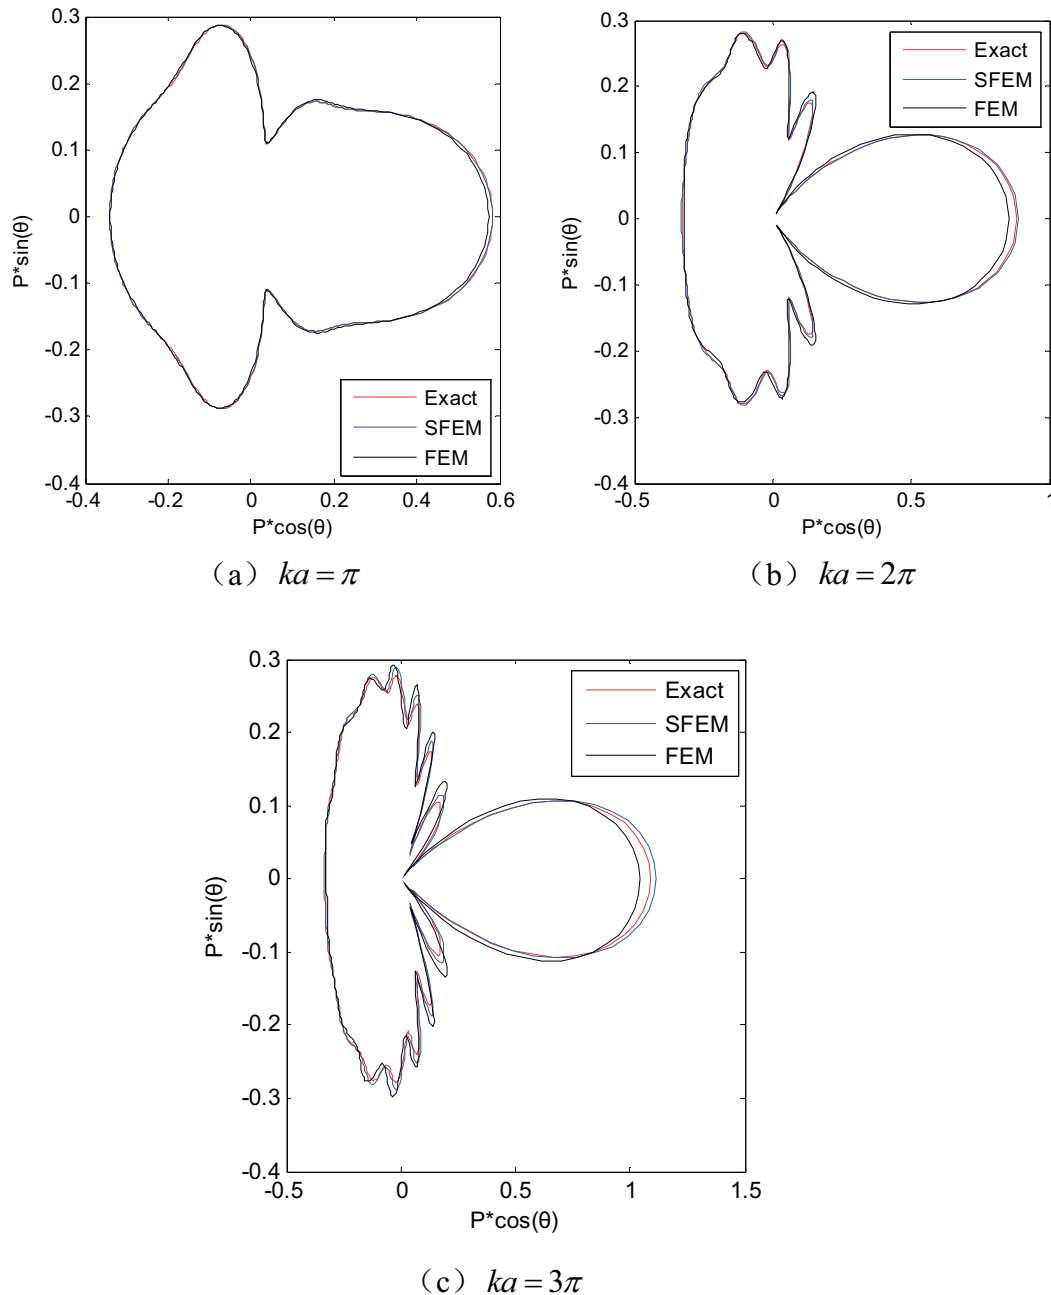 0.3
0.2
0.1
0
-0.1
-0.2
-0.3
-0.4
-0.4
-0.2
0
0.2
0.4
0.6
P*sin(θ)
P*cos(θ)
Exact
SFEM
FEM
(a) ka = π
0.3
0.2
0.1
0
-0.1
-0.2
-0.3
-0.4
-0.5
0
0.5
1
P*sin(θ)
P*cos(θ)
Exact
SFEM
FEM
(b) ka = 2π
0.3
0.2
0.1
0
-0.1
-0.2
-0.3
-0.4
-0.5
0
0.5
1
1.5
P*sin(θ)
P*cos(θ)
Exact
SFEM
FEM
(c) ka = 3π